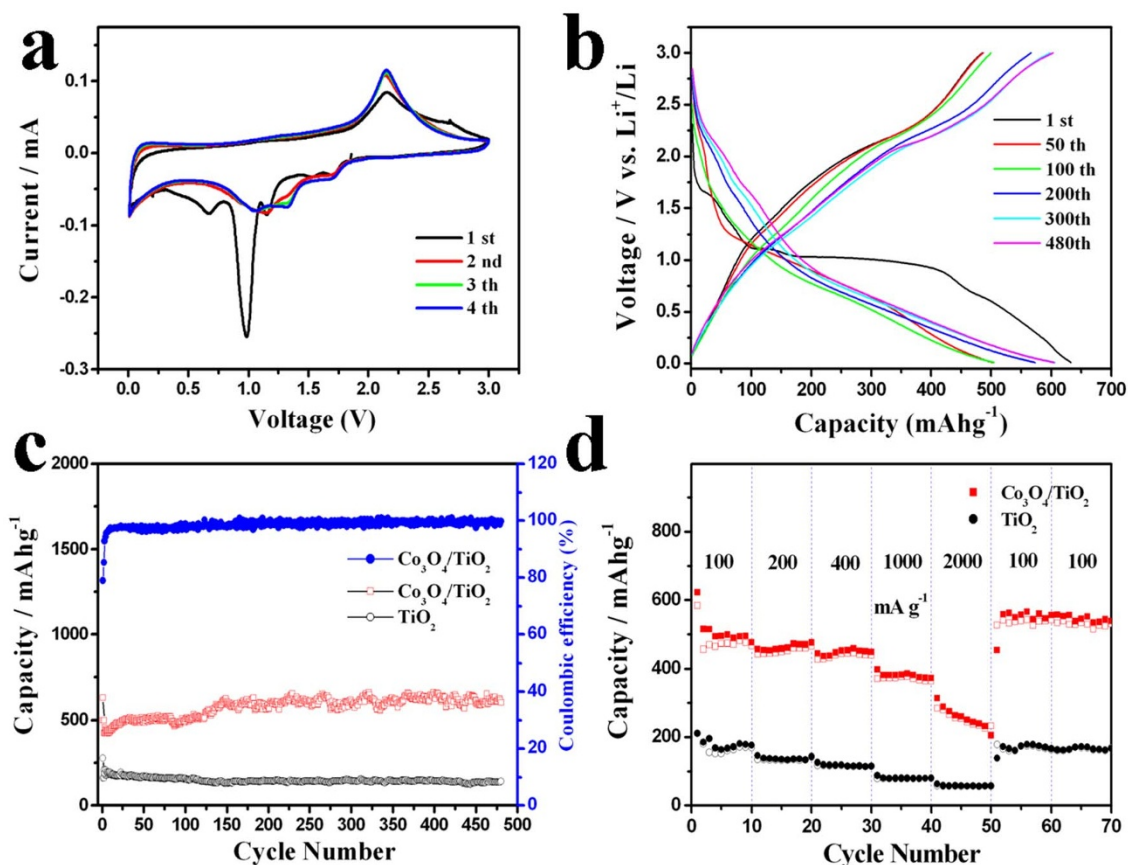 a
0.1
0.0
-0.1
-0.2
-0.3
Current / mA
1 st
2 nd
3 th
4 th
0.0 0.5 1.0 1.5 2.0 2.5 3.0
Voltage (V)
b
3.0
2.5
2.0
1.5
1.0
0.5
0.0
Voltage / V vs. Li⁺/Li
1 st
50 th
100 th
200th
300th
480th
0 100 200 300 400 500 600 700
Capacity (mAhg⁻¹)
c
2000
1500
1000
500
0
Capacity / mAhg⁻¹
Co₃O₄/TiO₂
Co₃O₄/TiO₂
TiO₂
120
100
80
60
40
20
0
Coulombic efficiency (%)
0 50 100 150 200 250 300 350 400 450 500
Cycle Number
d
800
600
400
200
0
Capacity / mAhg⁻¹
Co₃O₄/TiO₂
TiO₂
100 200 400 1000 2000 100 100
mA g⁻¹
0 10 20 30 40 50 60 70
Cycle Number